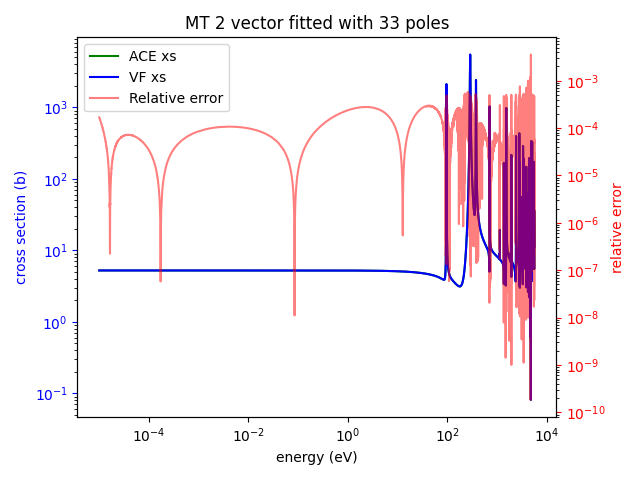 MT 2 vector fitted with 33 poles
ACE xs
VF xs
Relative error
10³
10²
10¹
10⁰
10⁻¹
cross section (b)
10⁻³
10⁻⁴
10⁻⁵
10⁻⁶
10⁻⁷
10⁻⁸
10⁻⁹
10⁻¹⁰
relative error
10⁻⁴ 10⁻² 10⁰ 10² 10⁴
energy (eV)